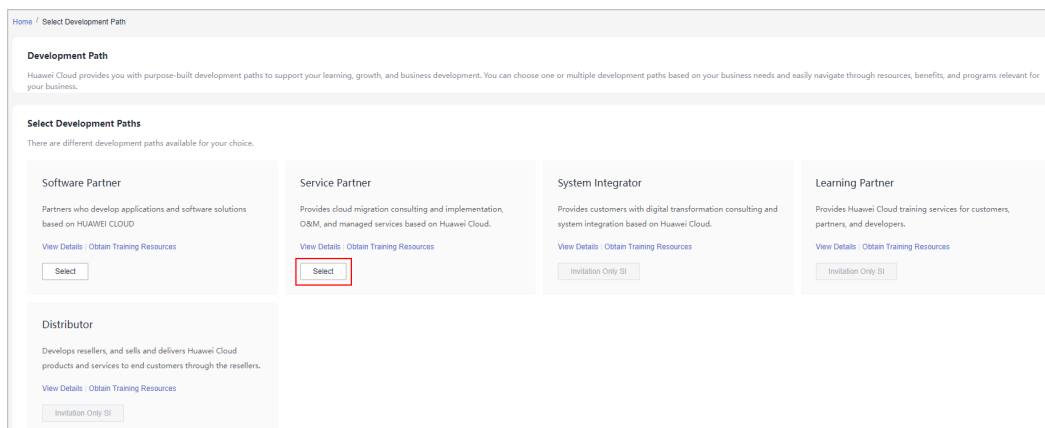 Home / Select Development Path
Development Path
Huawei Cloud provides you with purpose-built development paths to support your learning, growth, and business development. You can choose one or multiple development paths based on your business needs and easily navigate through resources, benefits, and programs relevant for
your business.
Select Development Paths
There are different development paths available for your choice.
Software Partner
Partners who develop applications and software solutions
based on HUAWEI CLOUD
View Details | Obtain Training Resources
Select
Service Partner
Provides cloud migration consulting and implementation,
O&M, and managed services based on Huawei Cloud.
View Details | Obtain Training Resources
Select
System Integrator
Provides customers with digital transformation consulting and
system integration based on Huawei Cloud.
View Details | Obtain Training Resources
Invitation Only SI
Learning Partner
Provides Huawei Cloud training services for customers,
partners, and developers.
View Details | Obtain Training Resources
Invitation Only SI
Distributor
Develops resellers, and sells and delivers Huawei Cloud
products and services to end customers through the resellers.
View Details | Obtain Training Resources
Invitation Only SI